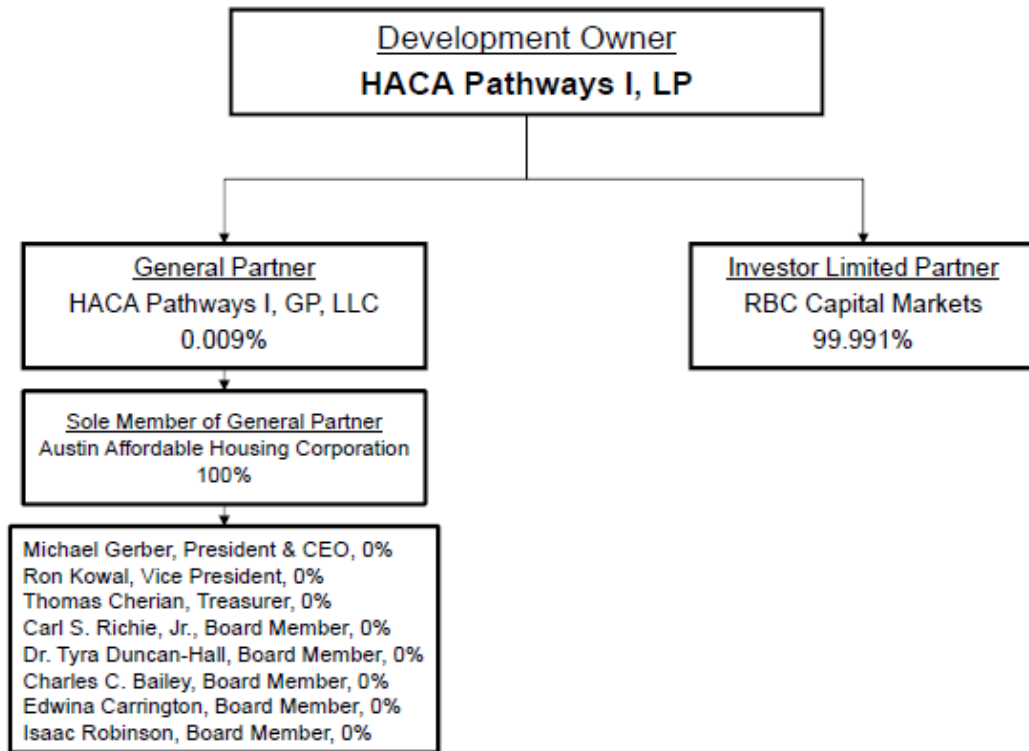 Development Owner
HACA Pathways I, LP
General Partner
HACA Pathways I, GP, LLC
0.009%
Investor Limited Partner
RBC Capital Markets
99.991%
Sole Member of General Partner
Austin Affordable Housing Corporation
100%
Michael Gerber, President & CEO, 0%
Ron Kowal, Vice President, 0%
Thomas Cherian, Treasurer, 0%
Carl S. Richie, Jr., Board Member, 0%
Dr. Tyra Duncan-Hall, Board Member, 0%
Charles C. Bailey, Board Member, 0%
Edwina Carrington, Board Member, 0%
Isaac Robinson, Board Member, 0%